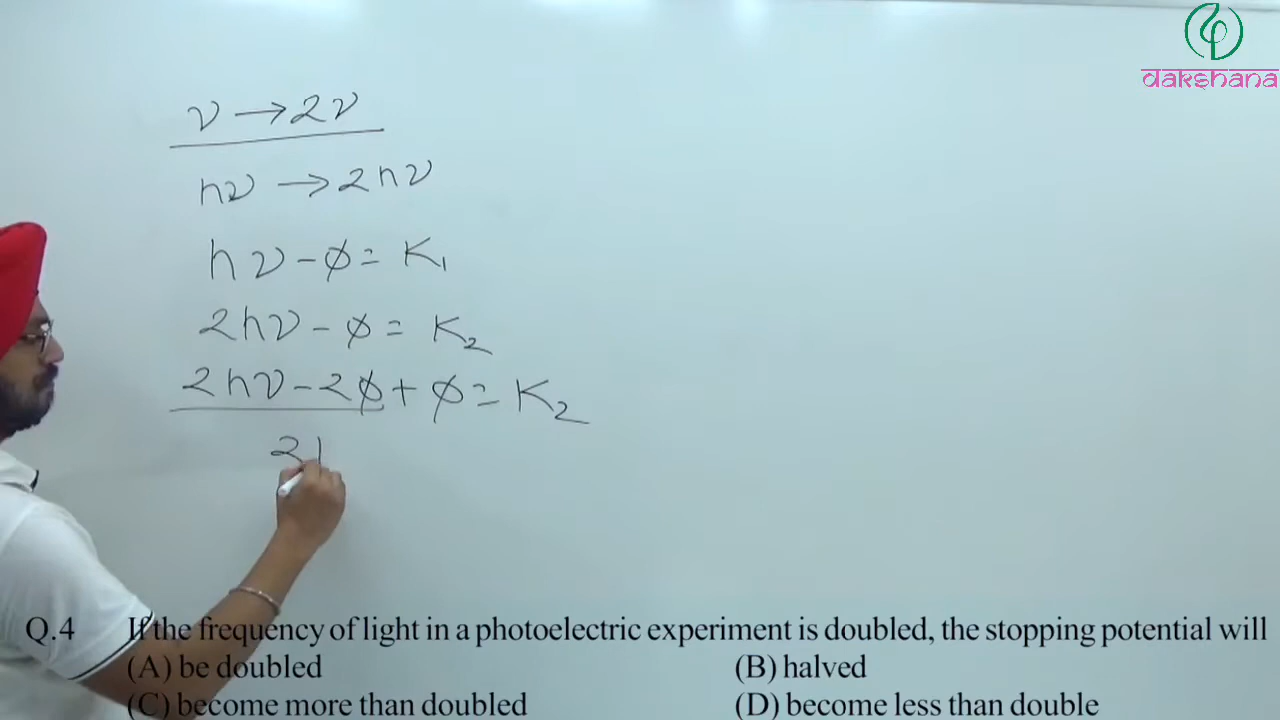 dakshana
ν → 2ν
hν → 2hν
hν - φ = K₁
2hν - φ = K₂
2hν - 2φ + φ = K₂
2
Q.4 If the frequency of light in a photoelectric experiment is doubled, the stopping potential will
(A) be doubled (B) halved
(C) become more than doubled (D) become less than double